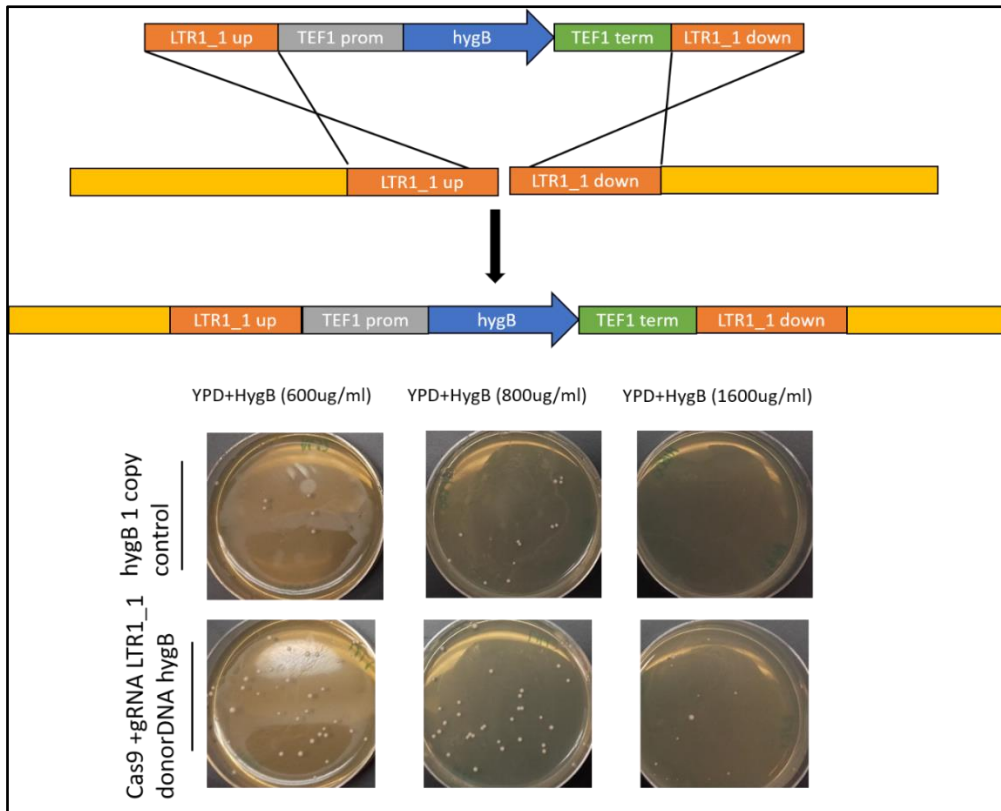 LTR1_1 up TEF1 prom hygB TEF1 term LTR1_1 down
LTR1_1 up LTR1_1 down
LTR1_1 up TEF1 prom hygB TEF1 term LTR1_1 down
YPD+HygB (600ug/ml) YPD+HygB (800ug/ml) YPD+HygB (1600ug/ml)
hygB 1 copy
control
Cas9 +gRNA LTR1_1
donorDNA hygB